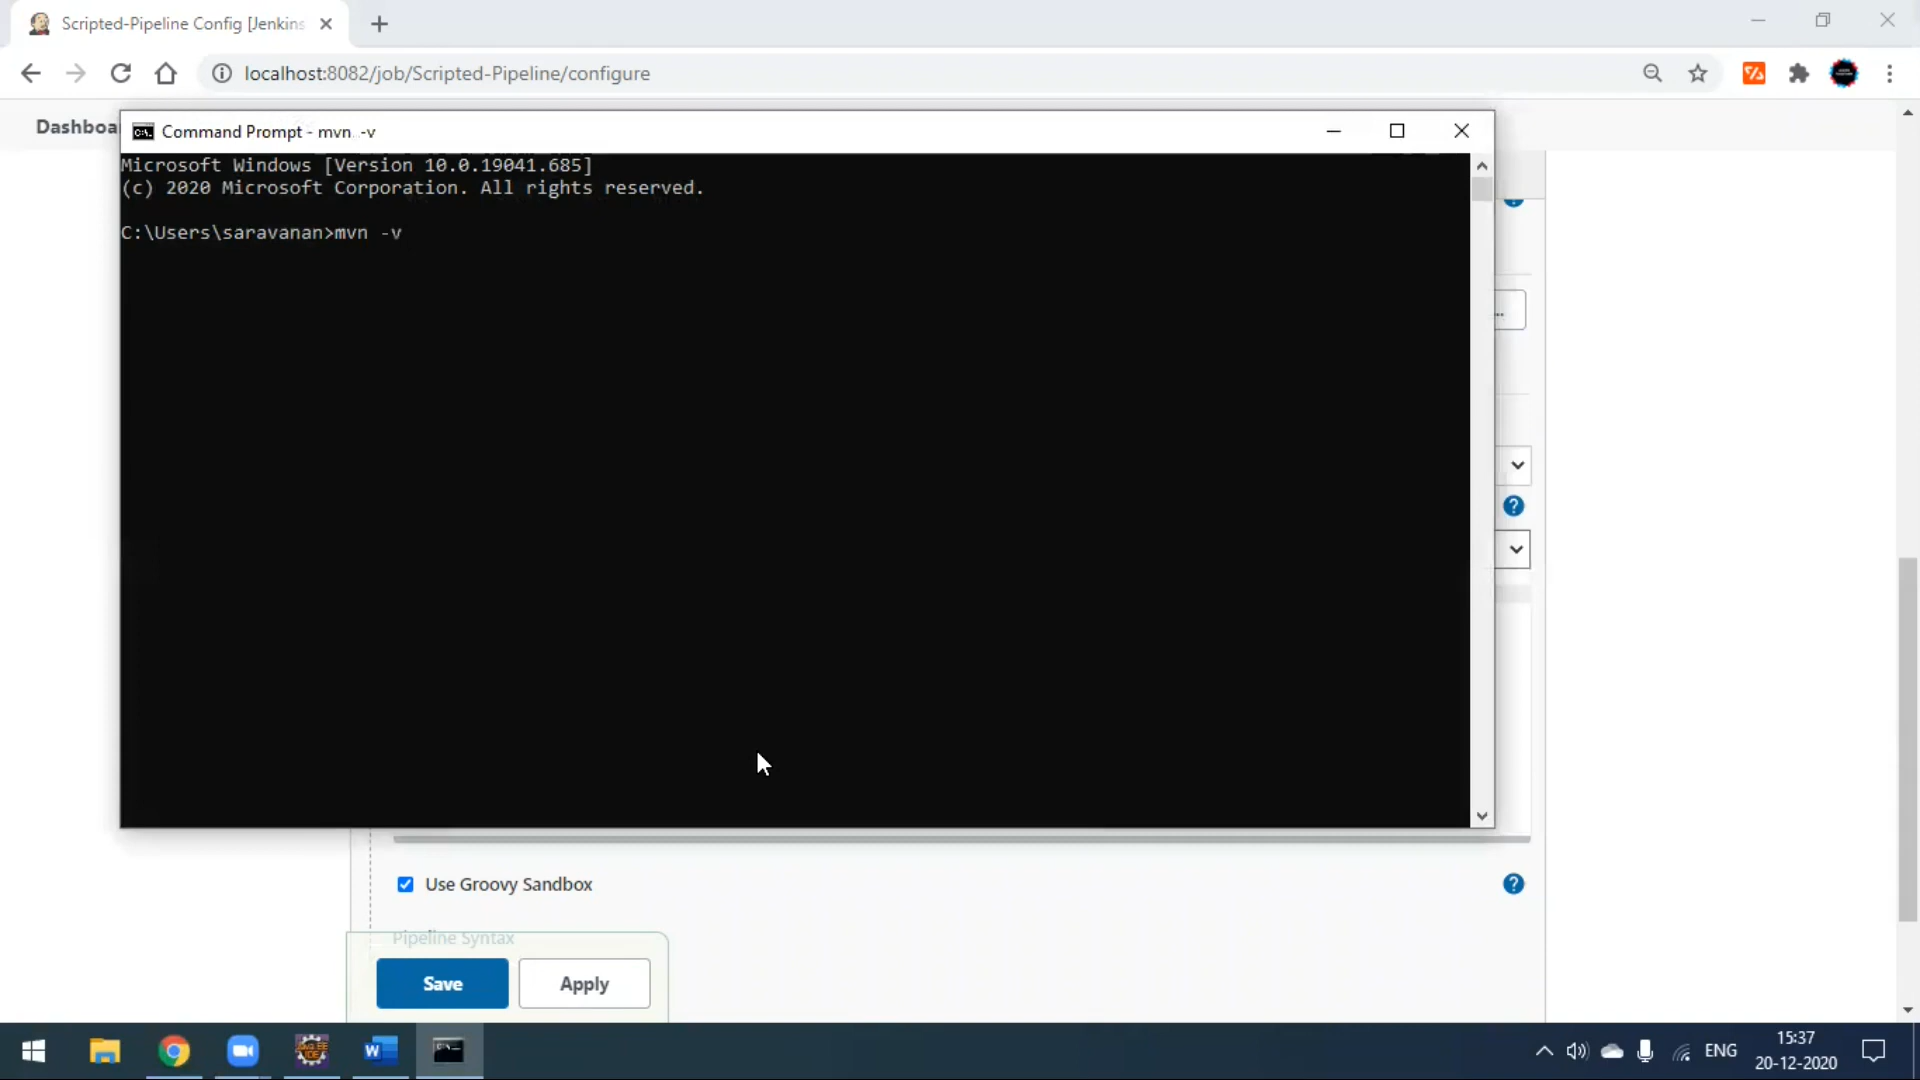 Scripted-Pipeline Config [Jenkins
localhost:8082/job/Scripted-Pipeline/configure
Command Prompt - mvn -v
Microsoft Windows [Version 10.0.19041.685]
(c) 2020 Microsoft Corporation. All rights reserved.
C:\Users\saravanan>mvn -v
Use Groovy Sandbox
Pipeline Syntax
Save
Apply
ENG
15:37
20-12-2020